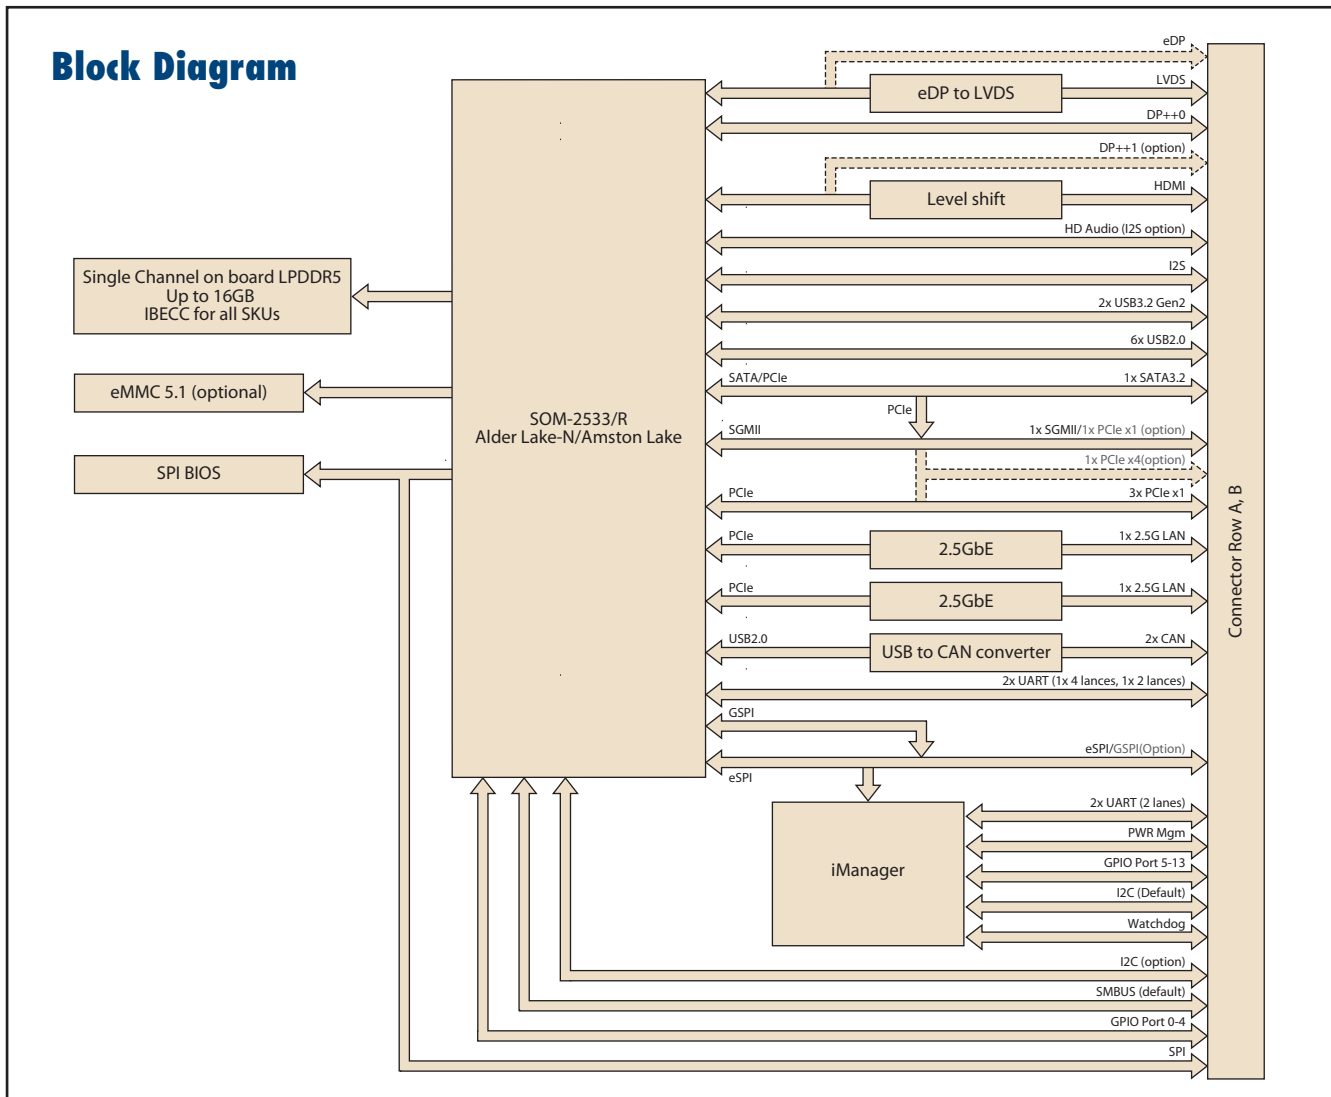 Block Diagram
eDP
eDP to LVDS
LVDS
DP++0
DP++1 (option)
Level shift
HDMI
HD Audio (I2S option)
I2S
2x USB3.2 Gen2
6x USB2.0
SATA/PCIe
1x SATA3.2
PCIe
SGMII
1x SGMII/1x PCIe x1 (option)
1x PCIe x4(option)
PCIe
3x PCIe x1
PCIe
2.5GbE
1x 2.5G LAN
PCIe
2.5GbE
1x 2.5G LAN
USB2.0
USB to CAN converter
2x CAN
2x UART (1x 4 lances, 1x 2 lances)
GSPI
eSPI/GSPI(Option)
eSPI
Single Channel on board LPDDR5
Up to 16GB
IBECC for all SKUs
eMMC 5.1 (optional)
SPI BIOS
SOM-2533/R
Alder Lake-N/Amston Lake
Connector Row A, B
iManager
2x UART (2 lanes)
PWR Mgm
GPIO Port 5-13
I2C (Default)
Watchdog
I2C (option)
SMBUS (default)
GPIO Port 0-4
SPI